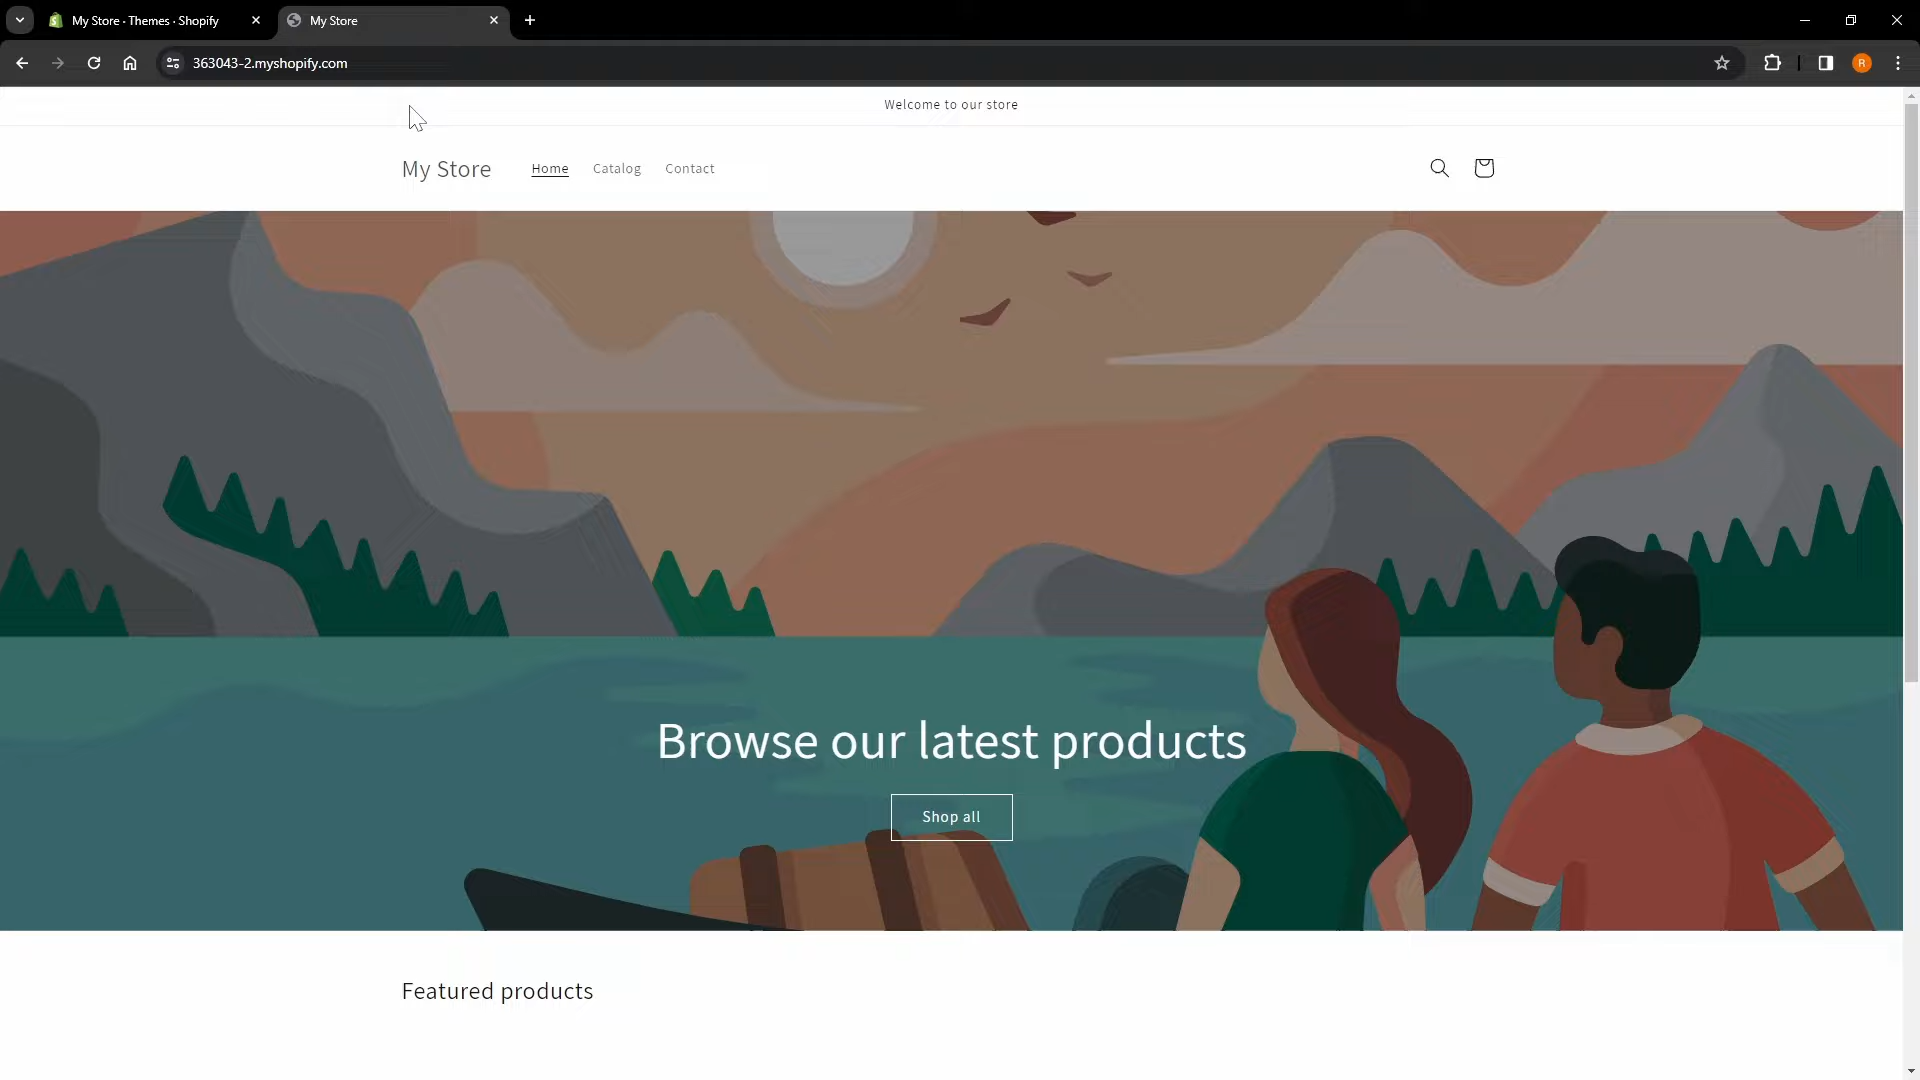 My Store · Themes · Shopify
My Store
363043-2.myshopify.com
R
Welcome to our store
My Store
Home
Catalog
Contact
Browse our latest products
Shop all
Featured products